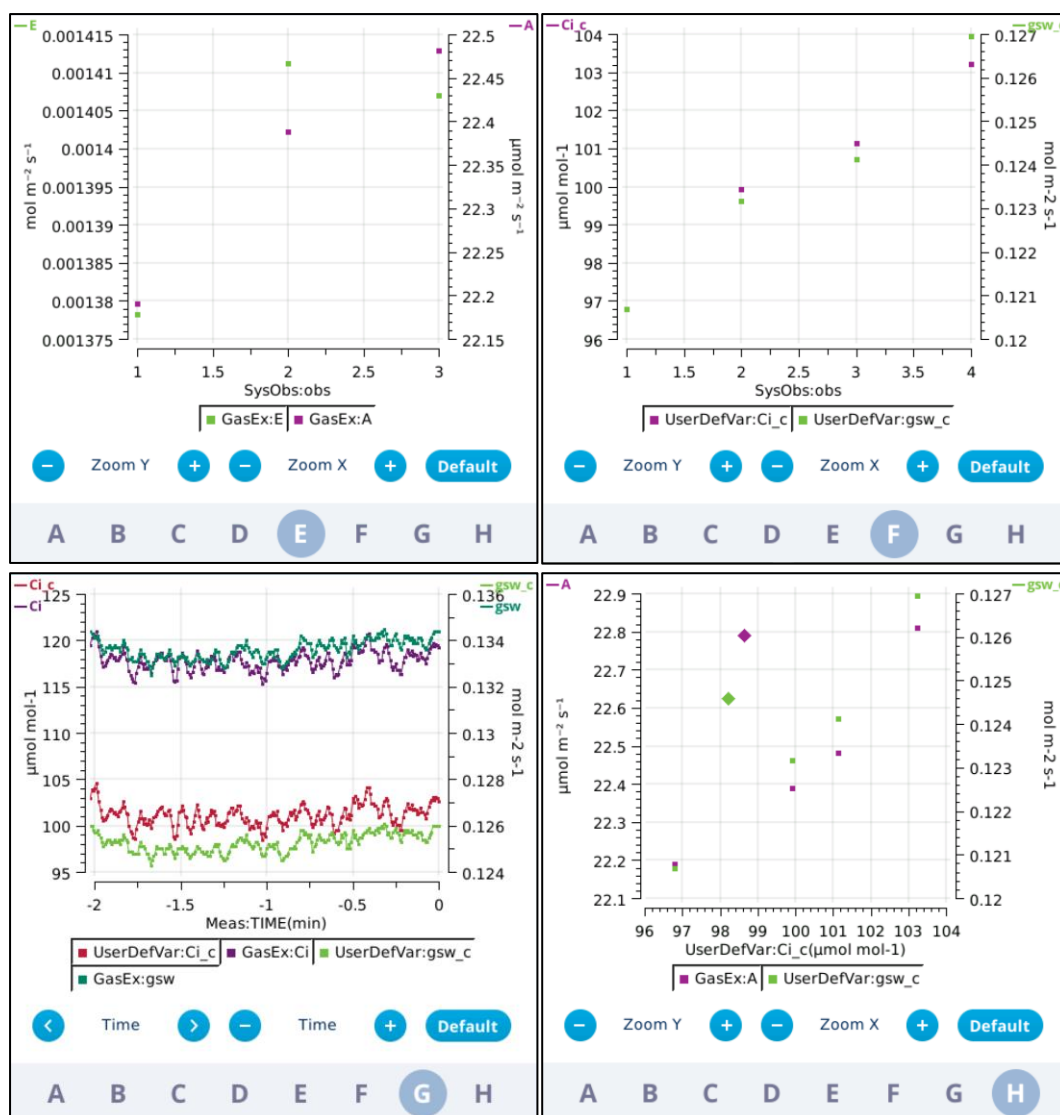 E A
0.001415 22.5
0.00141 22.45
0.001405 22.4
0.0014 22.35
0.001395 22.3
0.00139 22.25
0.001385 22.2
0.00138 22.15
0.001375
mol m⁻² s⁻¹
µmol m⁻² s⁻¹
1 1.5 2 2.5 3
SysObs:obs
GasEx:E GasEx:A
− Zoom Y + − Zoom X + Default
A B C D E F G H
Ci_c gsw_c
104 0.127
103 0.126
102 0.125
101 0.124
100 0.123
99 0.122
98 0.121
97 0.12
96
µmol mol-1
mol m-2 s-1
1 1.5 2 2.5 3 3.5 4
SysObs:obs
UserDefVar:Ci_c UserDefVar:gsw_c
− Zoom Y + − Zoom X + Default
A B C D E F G H
Ci_c gsw_c
Ci gsw
125 0.136
120 0.134
115 0.132
110 0.13
105 0.128
100 0.126
95 0.124
µmol mol-1
mol m-2 s-1
-2 -1.5 -1 -0.5 0
Meas:TIME(min)
UserDefVar:Ci_c GasEx:Ci UserDefVar:gsw_c
GasEx:gsw
< Time > − Time + Default
A B C D E F G H
A gsw_c
22.9 0.127
22.8 0.126
22.7 0.125
22.6 0.124
22.5 0.123
22.4 0.122
22.3 0.121
22.2 0.12
22.1
µmol m⁻² s⁻¹
mol m-2 s-1
96 97 98 99 100 101 102 103 104
UserDefVar:Ci_c(µmol mol-1)
GasEx:A UserDefVar:gsw_c
− Zoom Y + − Zoom X + Default
A B C D E F G H